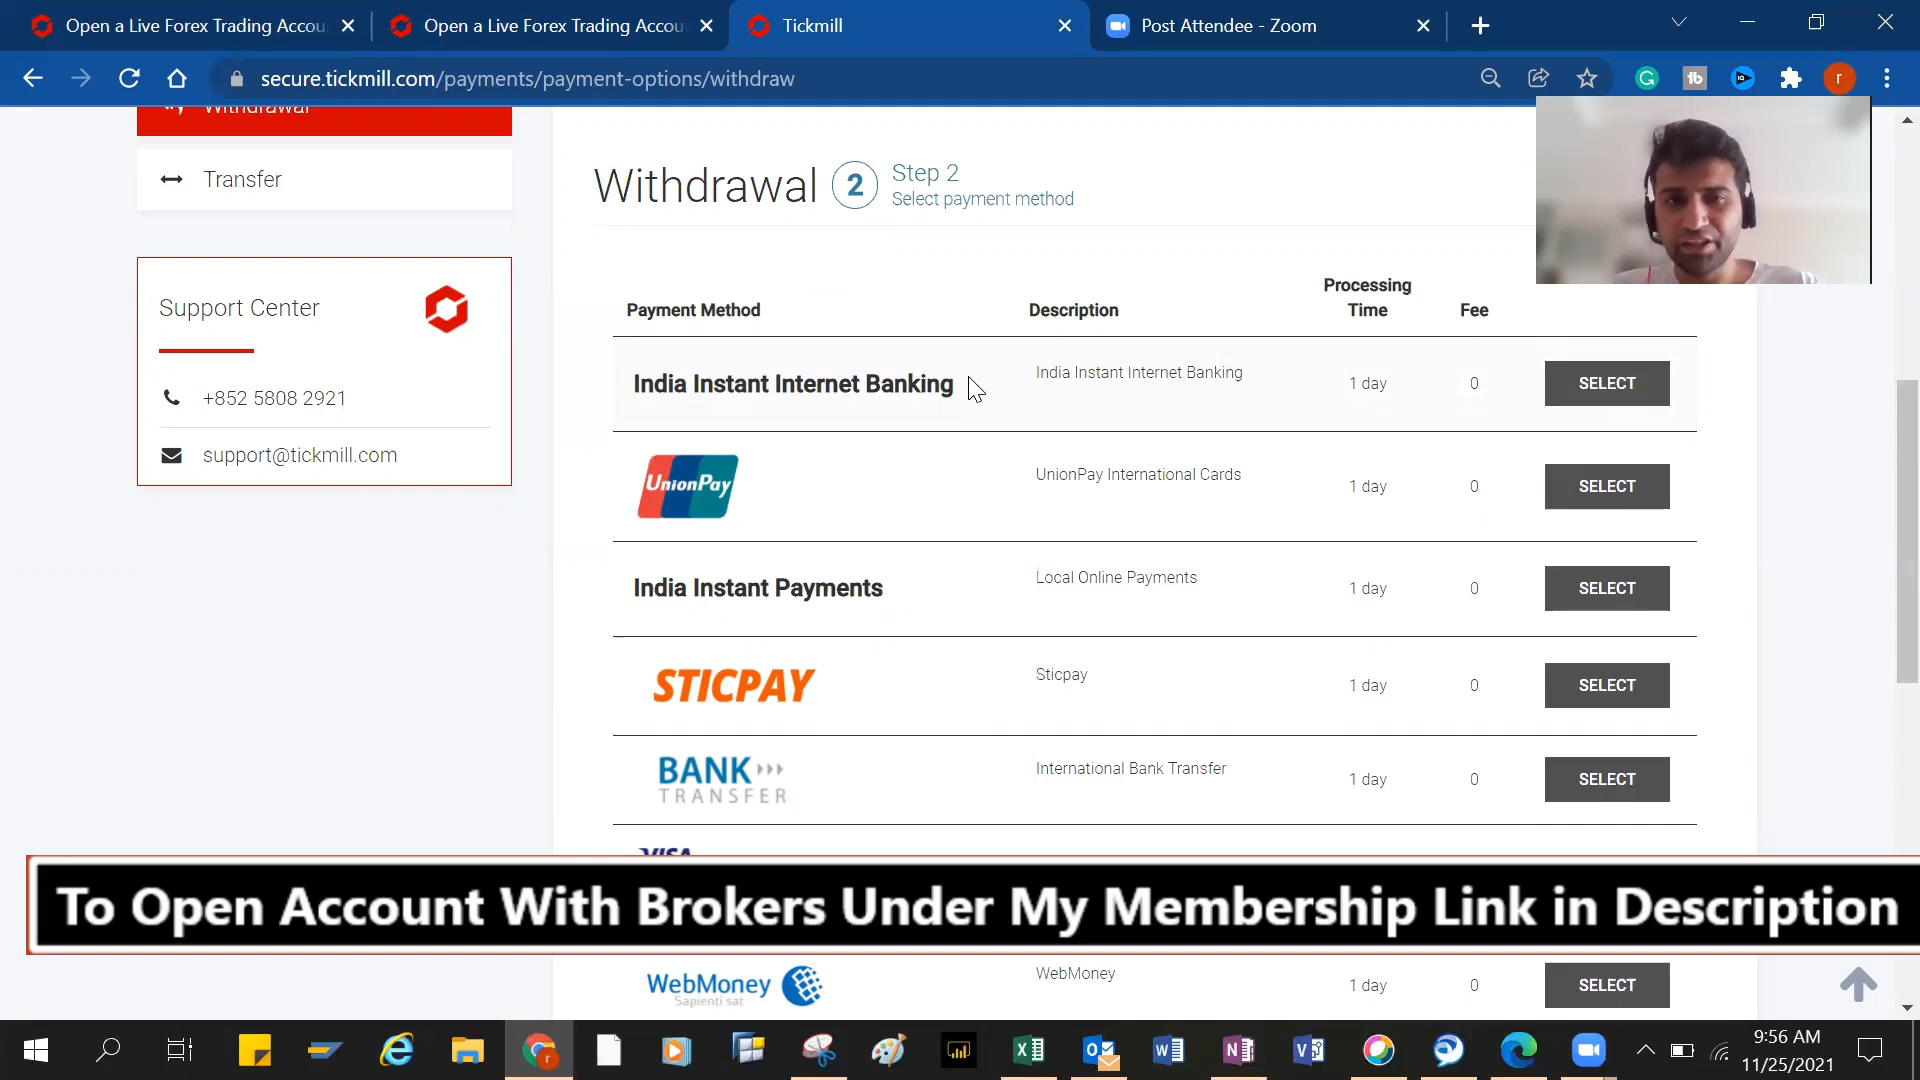 Open a Live Forex Trading Accou
Open a Live Forex Trading Accou
Tickmill
Post Attendee - Zoom
secure.tickmill.com/payments/payment-options/withdraw
Withdrawal
Transfer
Support Center
+852 5808 2921
support@tickmill.com
Withdrawal 2 Step 2
Select payment method
Payment Method Description Processing Time Fee
India Instant Internet Banking India Instant Internet Banking 1 day 0 SELECT
UnionPay UnionPay International Cards 1 day 0 SELECT
India Instant Payments Local Online Payments 1 day 0 SELECT
STICPAY Sticpay 1 day 0 SELECT
BANK TRANSFER International Bank Transfer 1 day 0 SELECT
VISA
To Open Account With Brokers Under My Membership Link in Description
WebMoney Sapienti sat WebMoney 1 day 0 SELECT
9:56 AM
11/25/2021